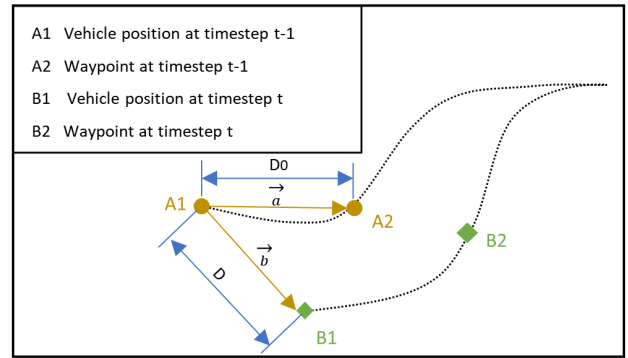 A1 Vehicle position at timestep t-1
A2 Waypoint at timestep t-1
B1 Vehicle position at timestep t
B2 Waypoint at timestep t
D0
a
A1
A2
b
B2
D
B1